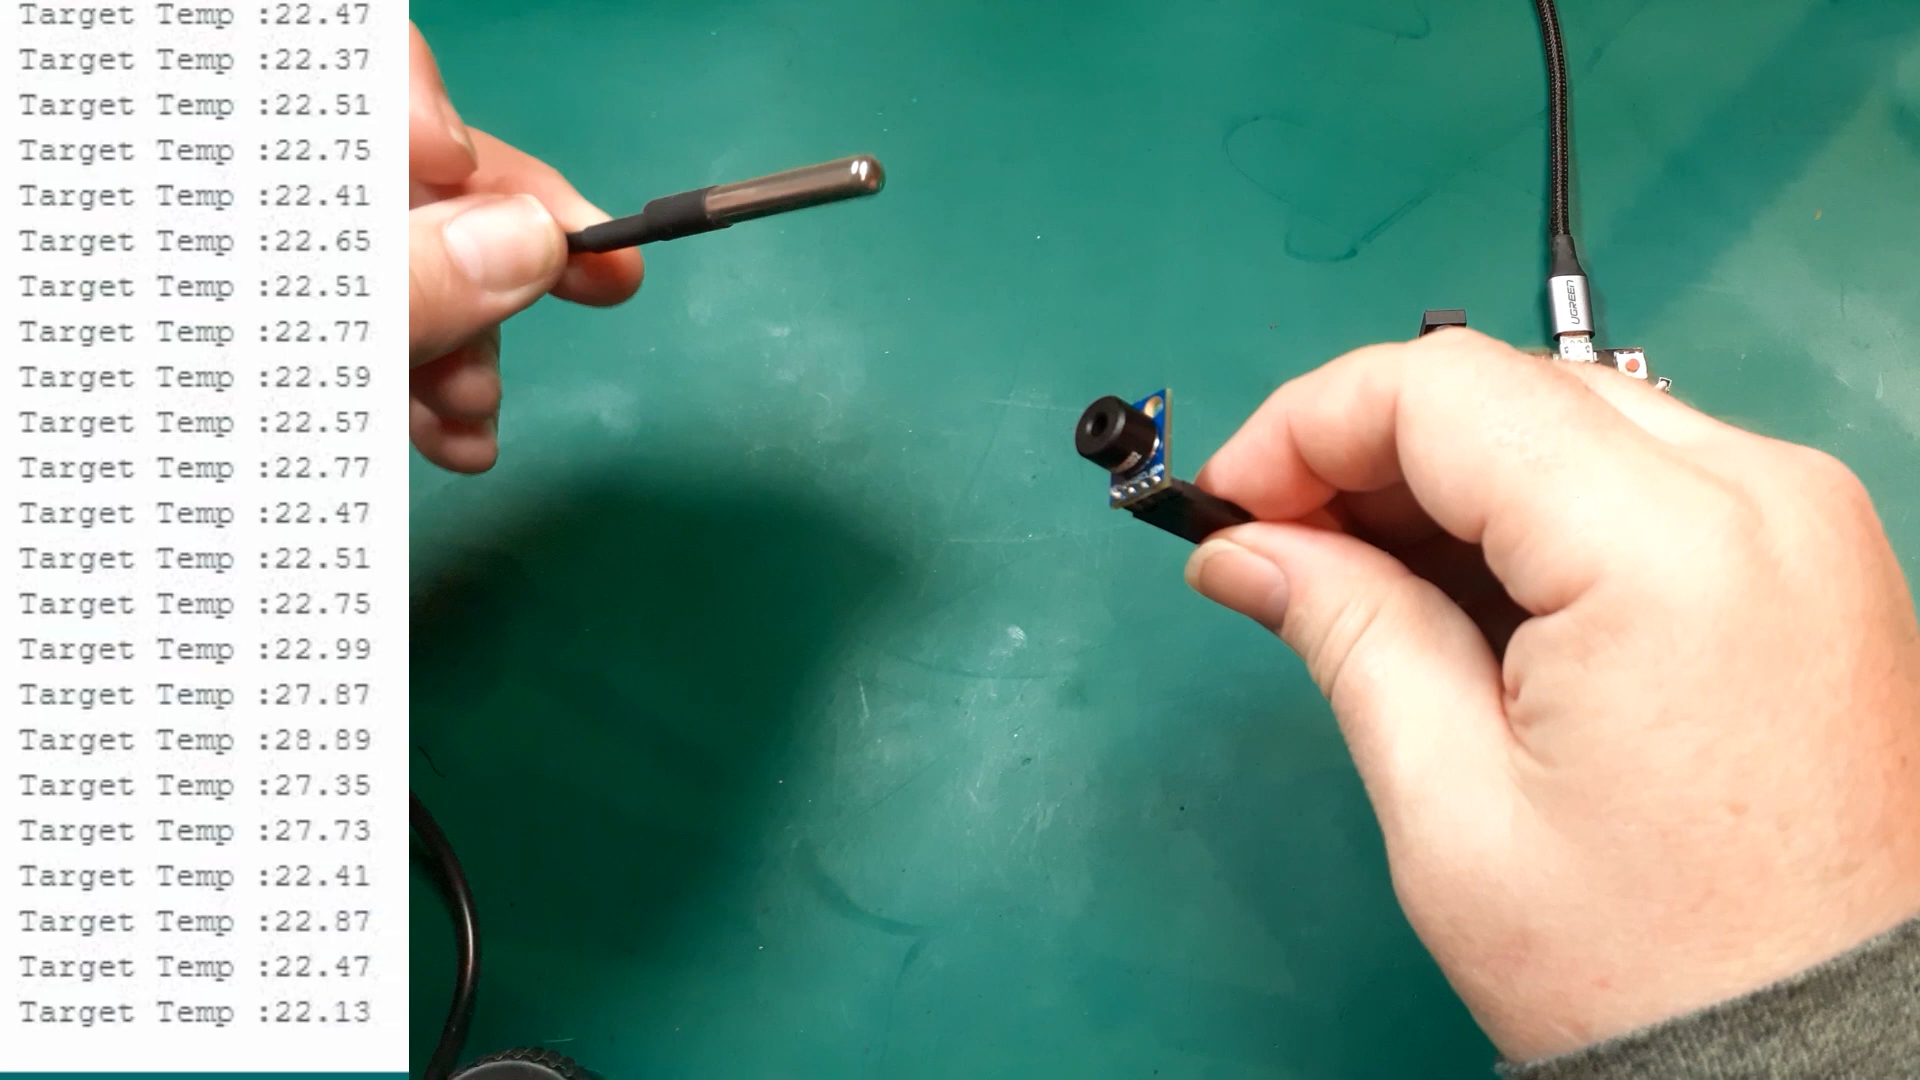 Target Temp :22.47
Target Temp :22.37
Target Temp :22.51
Target Temp :22.75
Target Temp :22.41
Target Temp :22.65
Target Temp :22.51
Target Temp :22.77
Target Temp :22.59
Target Temp :22.57
Target Temp :22.77
Target Temp :22.47
Target Temp :22.51
Target Temp :22.75
Target Temp :22.99
Target Temp :27.87
Target Temp :28.89
Target Temp :27.35
Target Temp :27.73
Target Temp :22.41
Target Temp :22.87
Target Temp :22.47
Target Temp :22.13
UGREEN